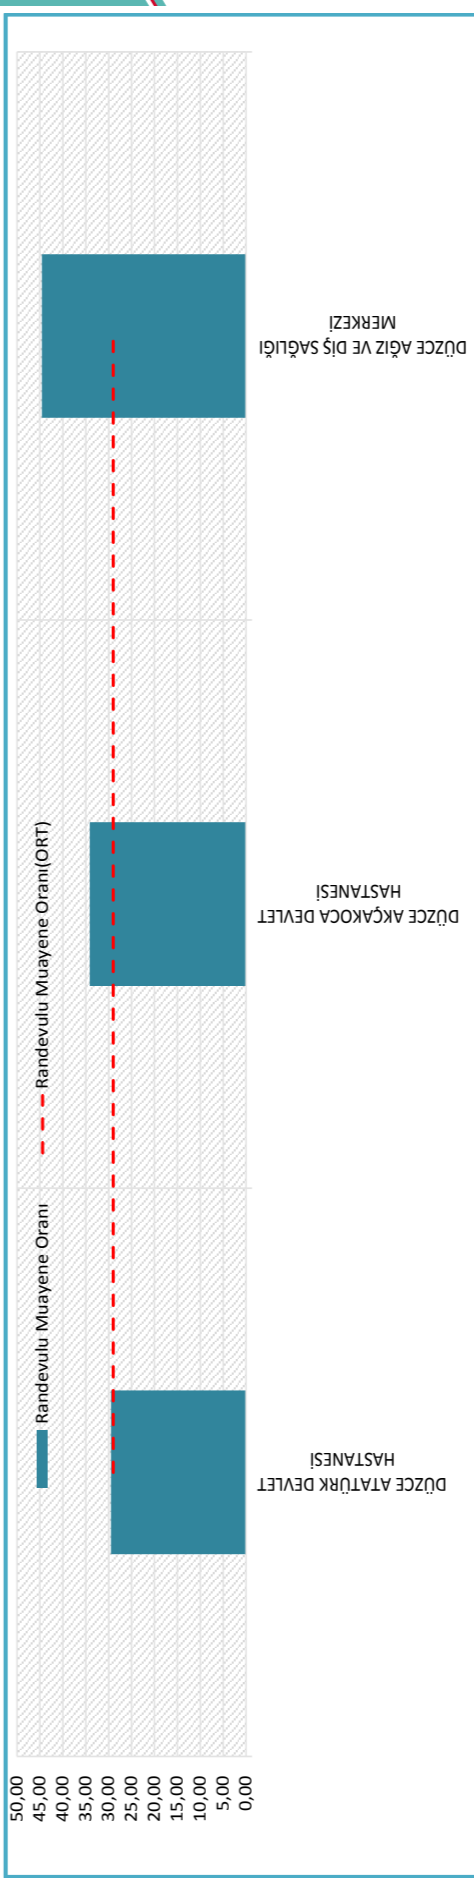 Randevulu Muayene Oranı
Randevulu Muayene Oranı(ORT)
50,00
45,00
40,00
35,00
30,00
25,00
20,00
15,00
10,00
5,00
0,00
DÜZCE ATATÜRK DEVLET
HASTANESİ
DÜZCE AKÇAKOCA DEVLET
HASTANESİ
DÜZCE AĞIZ VE DİŞ SAĞLIĞI
MERKEZİ